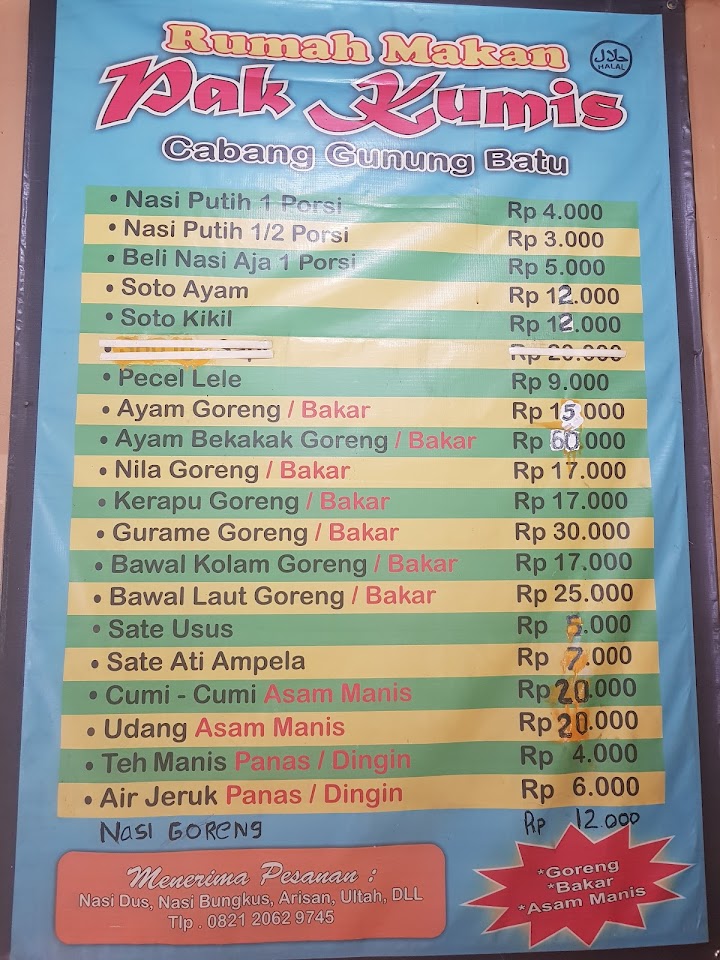 Rumah Makan
حلال
HALAL
Pak Kumis
Cabang Gunung Batu
• Nasi Putih 1 Porsi Rp 4.000
• Nasi Putih 1/2 Porsi Rp 3.000
• Beli Nasi Aja 1 Porsi Rp 5.000
• Soto Ayam Rp 12.000
• Soto Kikil Rp 12.000
Rp 20.000
• Pecel Lele Rp 9.000
• Ayam Goreng / Bakar Rp 15.000
• Ayam Bekakak Goreng / Bakar Rp 60.000
• Nila Goreng / Bakar Rp 17.000
• Kerapu Goreng / Bakar Rp 17.000
• Gurame Goreng / Bakar Rp 30.000
• Bawal Kolam Goreng / Bakar Rp 17.000
• Bawal Laut Goreng / Bakar Rp 25.000
• Sate Usus Rp 5.000
• Sate Ati Ampela Rp 7.000
• Cumi - Cumi Asam Manis Rp 20.000
• Udang Asam Manis Rp 20.000
• Teh Manis Panas / Dingin Rp 4.000
• Air Jeruk Panas / Dingin Rp 6.000
NASI GORENG Rp 12.000
Menerima Pesanan :
Nasi Dus, Nasi Bungkus, Arisan, Ultah, DLL
Tlp . 0821 2062 9745
*Goreng
*Bakar
*Asam Manis